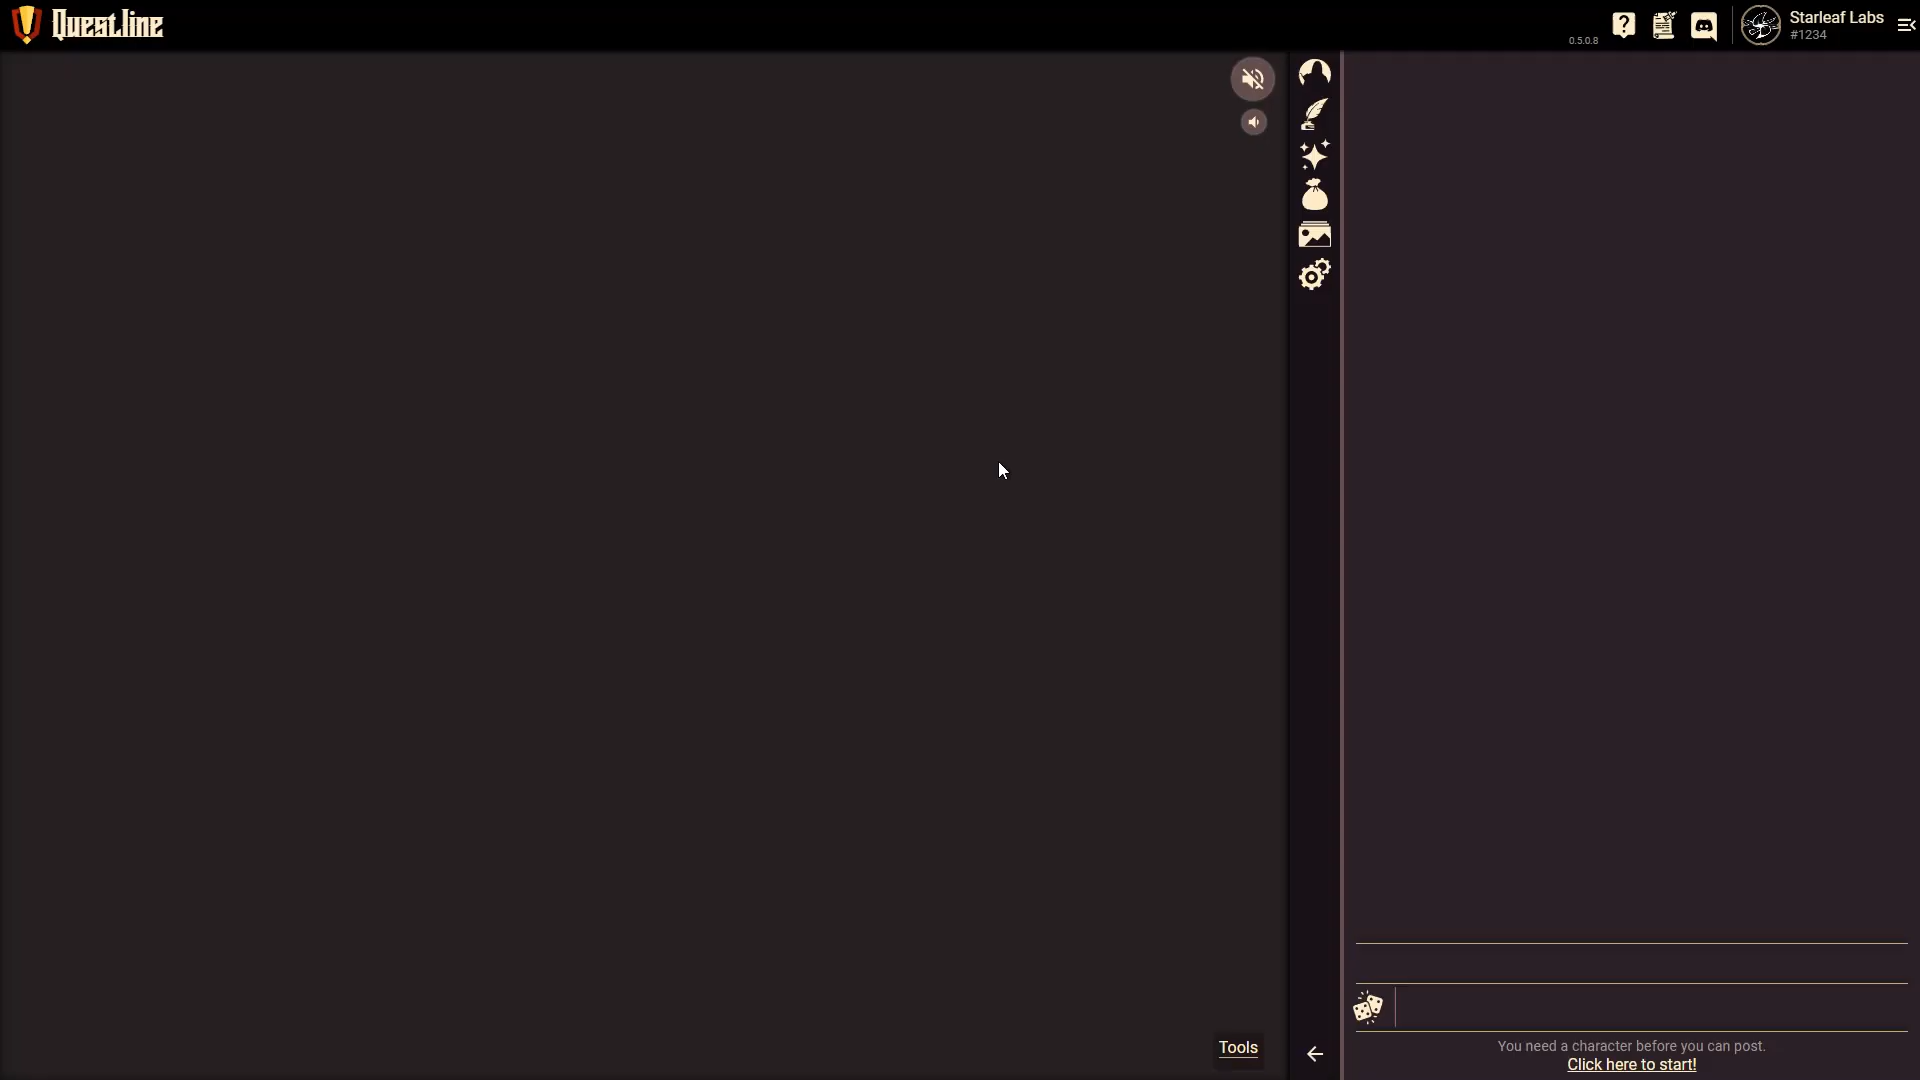 Questline
0.5.0.8
Starleaf Labs
#1234
Tools
You need a character before you can post.
Click here to start!